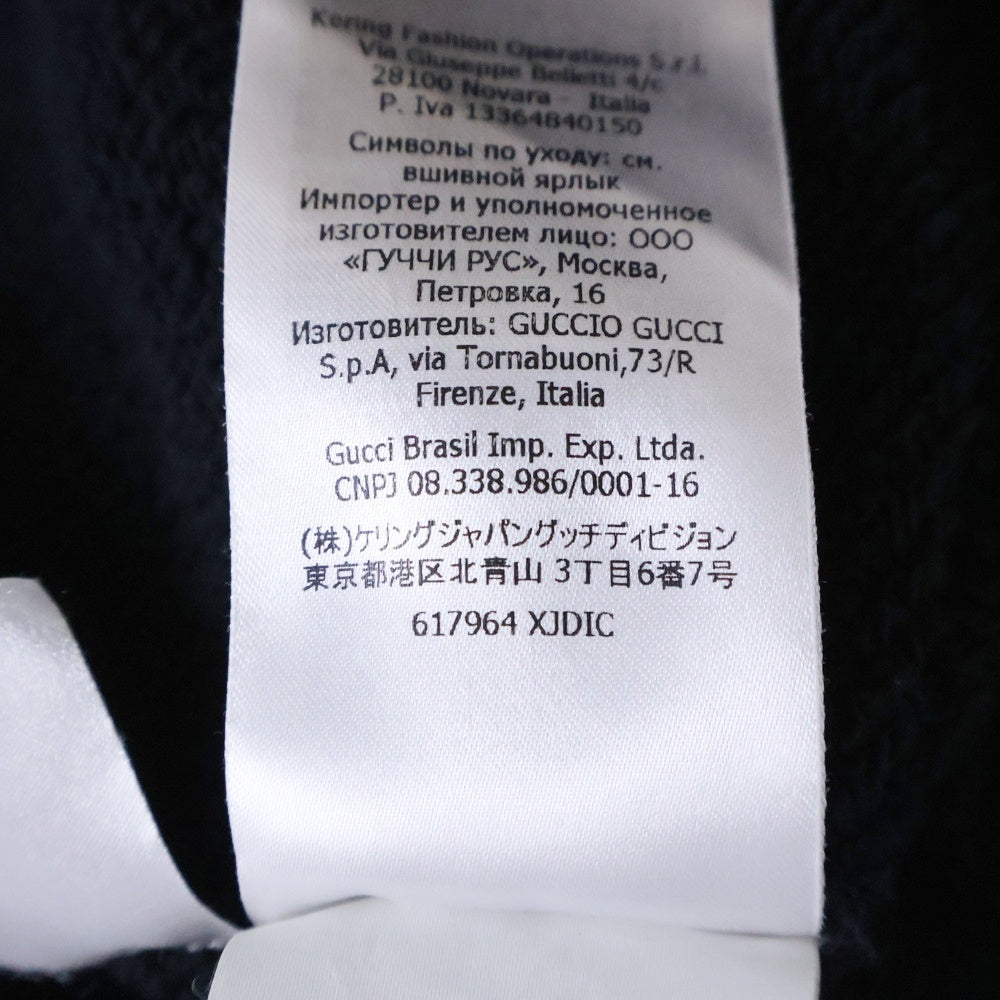 Kering Fashion Operations S.r.l.
Via Giuseppe Belletti 4/c
28100 Novara - Italia
P. Iva 13364840150
Символы по уходу: см.
вшивной ярлык
Импортер и уполномоченное
изготовителем лицо: ООО
«ГУЧЧИ РУС», Москва,
Петровка, 16
Изготовитель: GUCCIO GUCCI
S.p.A, via Tornabuoni,73/R
Firenze, Italia
Gucci Brasil Imp. Exp. Ltda.
CNPJ 08.338.986/0001-16
(株)ケリングジャパングッチディビジョン
東京都港区北青山 3丁目6番7号
617964 XJDIC